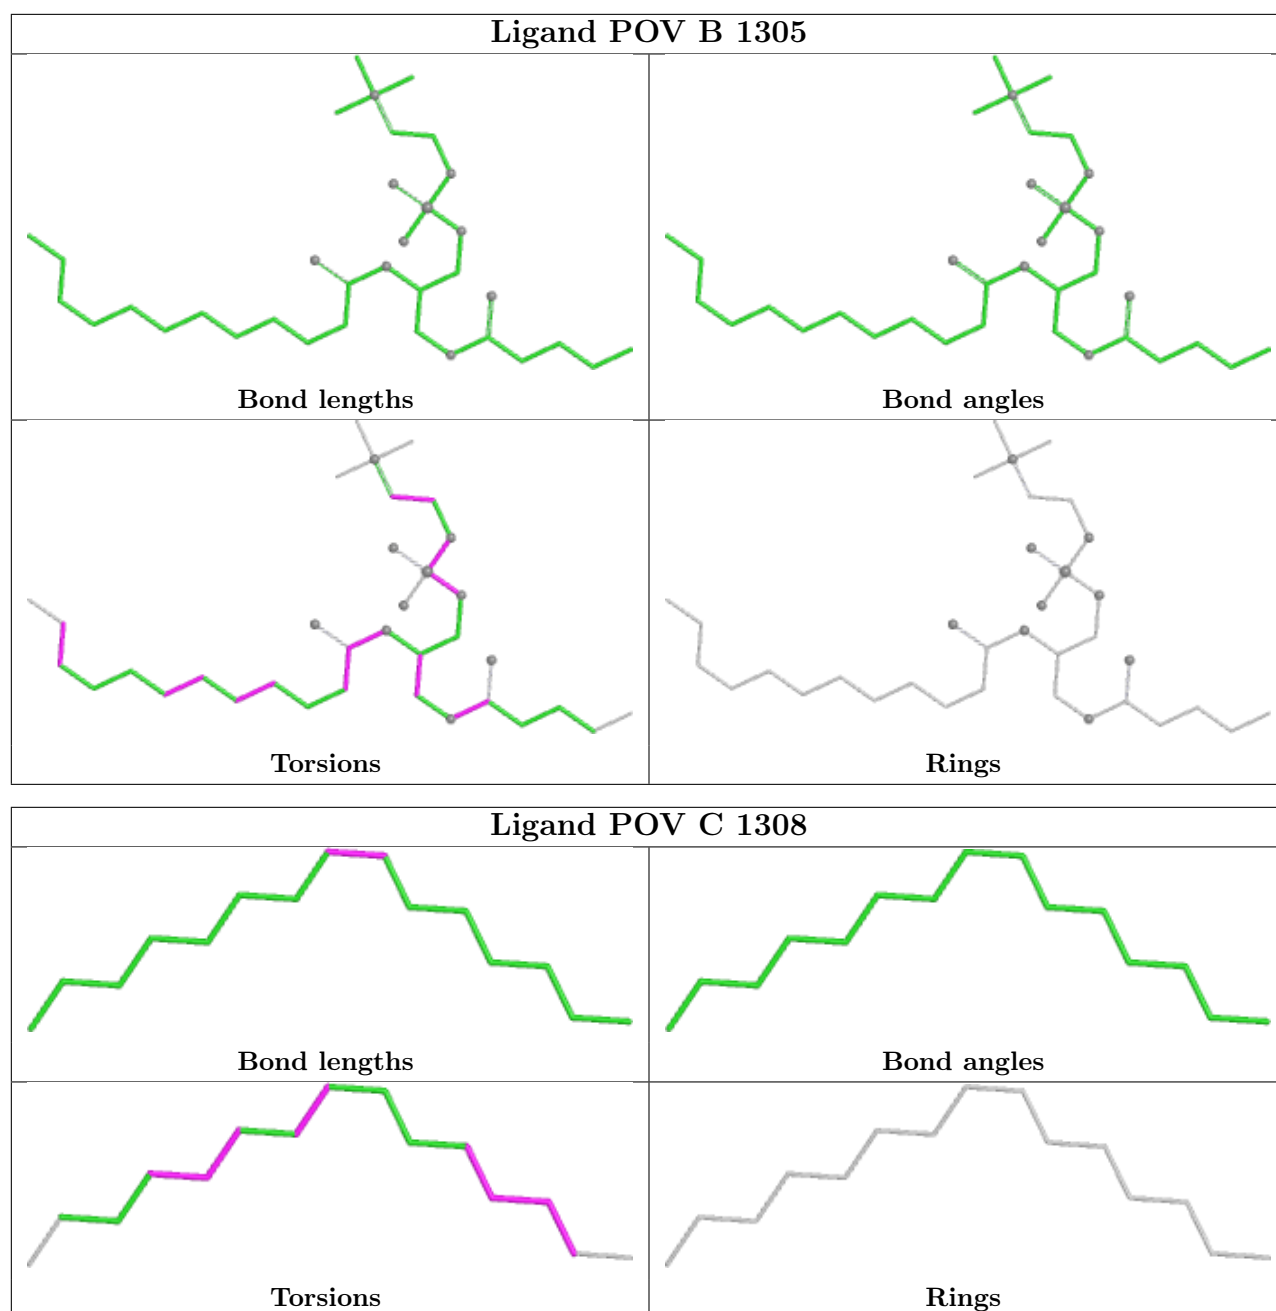 Ligand POV B 1305
Bond lengths
Bond angles
Torsions
Rings
Ligand POV C 1308
Bond lengths
Bond angles
Torsions
Rings